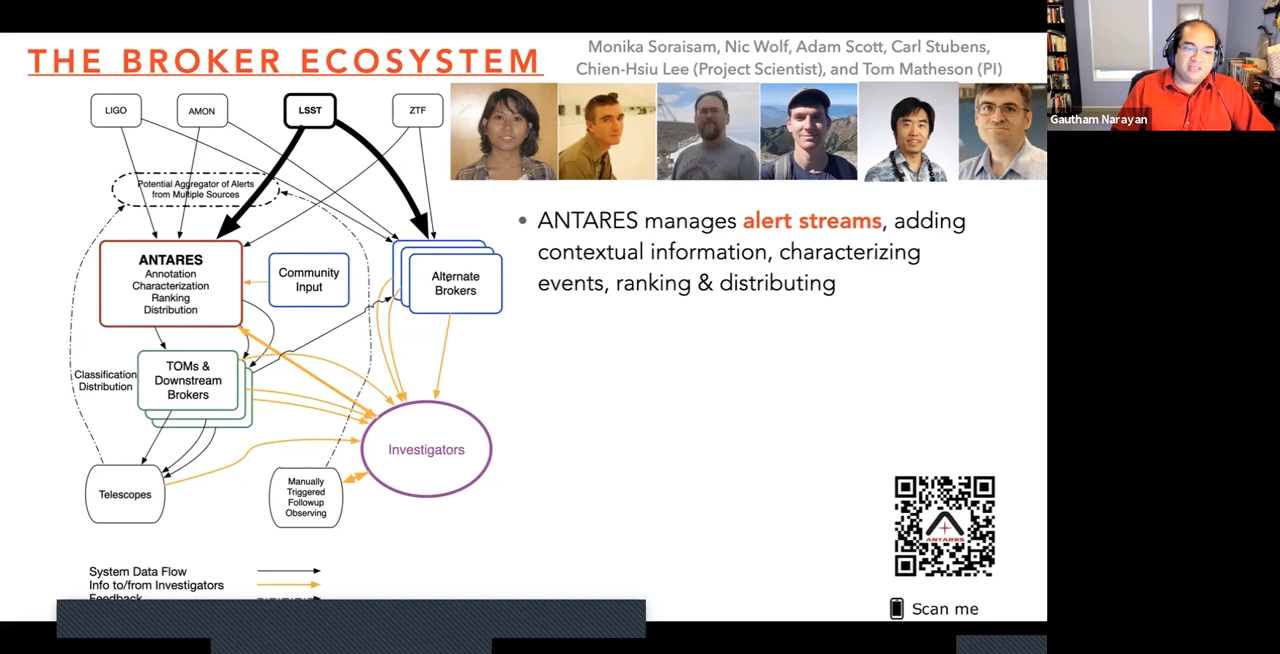 THE BROKER ECOSYSTEM
Monika Soraisam, Nic Wolf, Adam Scott, Carl Stubens,
Chien-Hsiu Lee (Project Scientist), and Tom Matheson (PI)
Gautham Narayan
LIGO
AMON
LSST
ZTF
Potential Aggregator of Alerts
from Multiple Sources
ANTARES
Annotation
Characterization
Ranking
Distribution
Community
Input
Alternate
Brokers
Classification
Distribution
TOMs &
Downstream
Brokers
Investigators
Telescopes
Manually
Triggered
Followup
Observing
System Data Flow
Info to/from Investigators
Feedback
• ANTARES manages alert streams, adding
contextual information, characterizing
events, ranking & distributing
ANTARES
Scan me